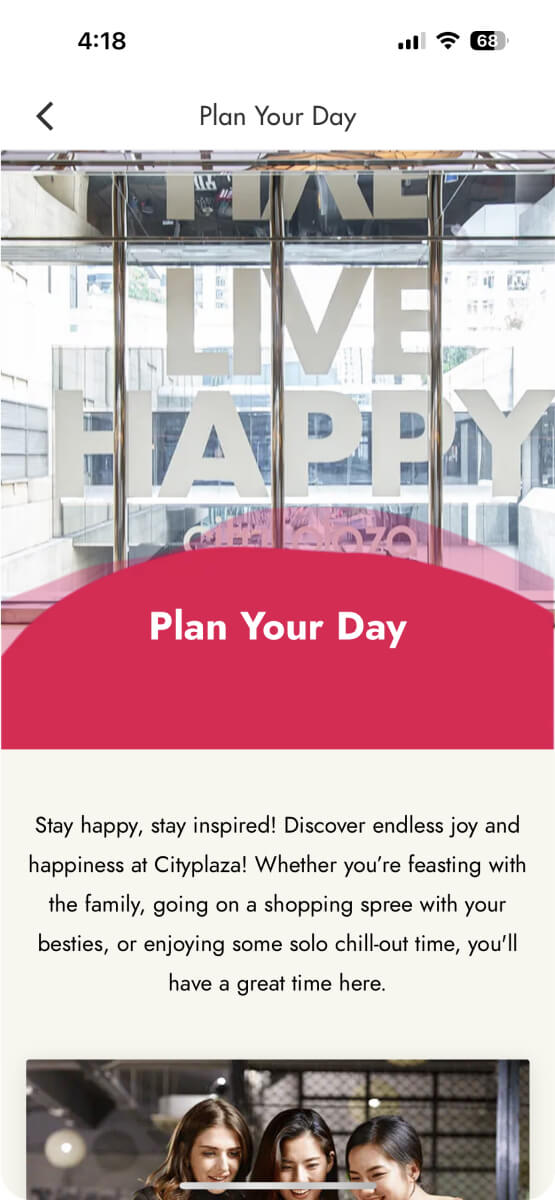 4:18
68
Plan Your Day
LIVE
HAPPY
cityplaza
Plan Your Day
Stay happy, stay inspired! Discover endless joy and
happiness at Cityplaza! Whether you're feasting with
the family, going on a shopping spree with your
besties, or enjoying some solo chill-out time, you'll
have a great time here.